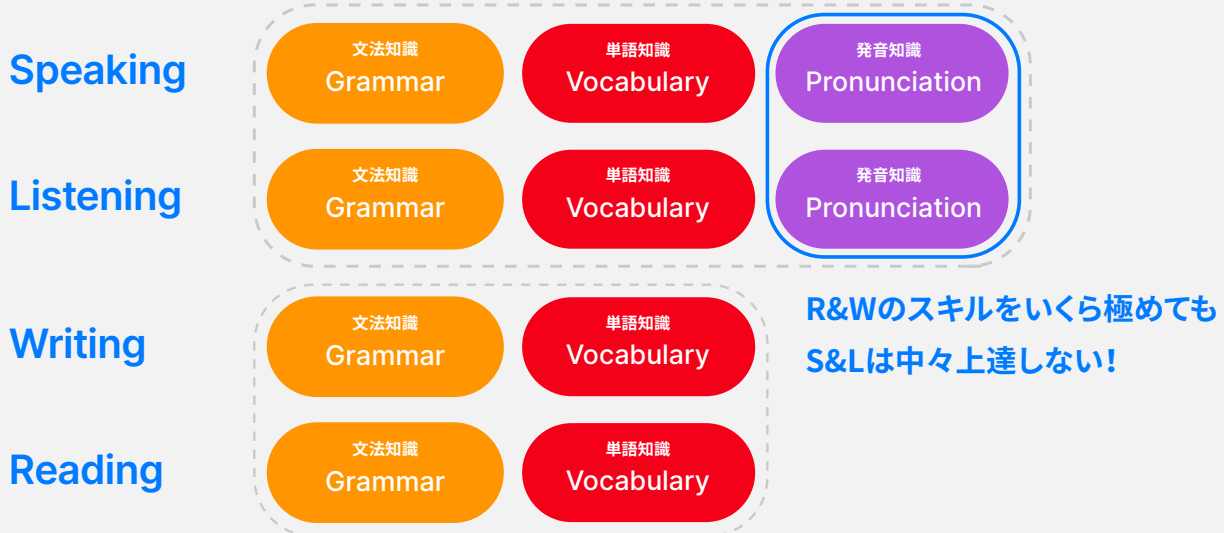 Speaking
文法知識
Grammar
単語知識
Vocabulary
発音知識
Pronunciation
Listening
文法知識
Grammar
単語知識
Vocabulary
発音知識
Pronunciation
Writing
文法知識
Grammar
単語知識
Vocabulary
R&Wのスキルをいくら極めても
S&Lは中々上達しない!
Reading
文法知識
Grammar
単語知識
Vocabulary